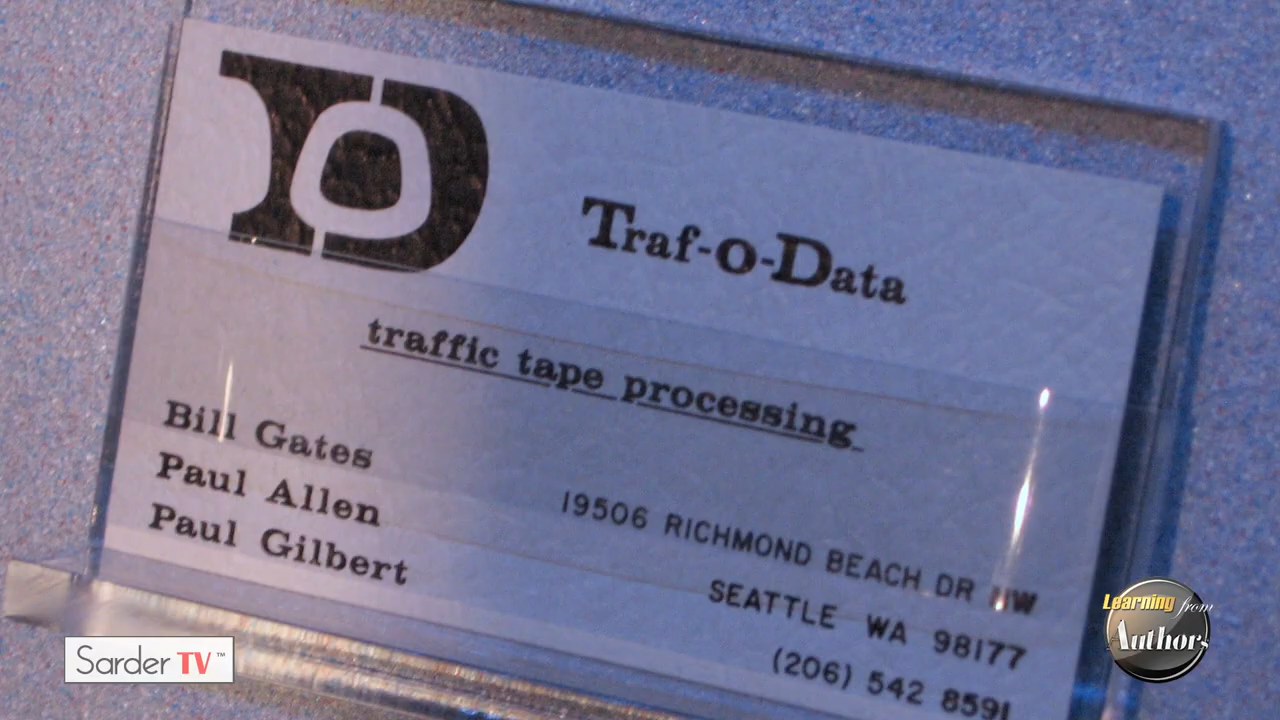 Traf-o-Data
traffic tape processing
Bill Gates
Paul Allen
Paul Gilbert
19506 RICHMOND BEACH DR NW
SEATTLE WA 98177
(206) 542 8591
Sarder TV™
Learning from
Authors